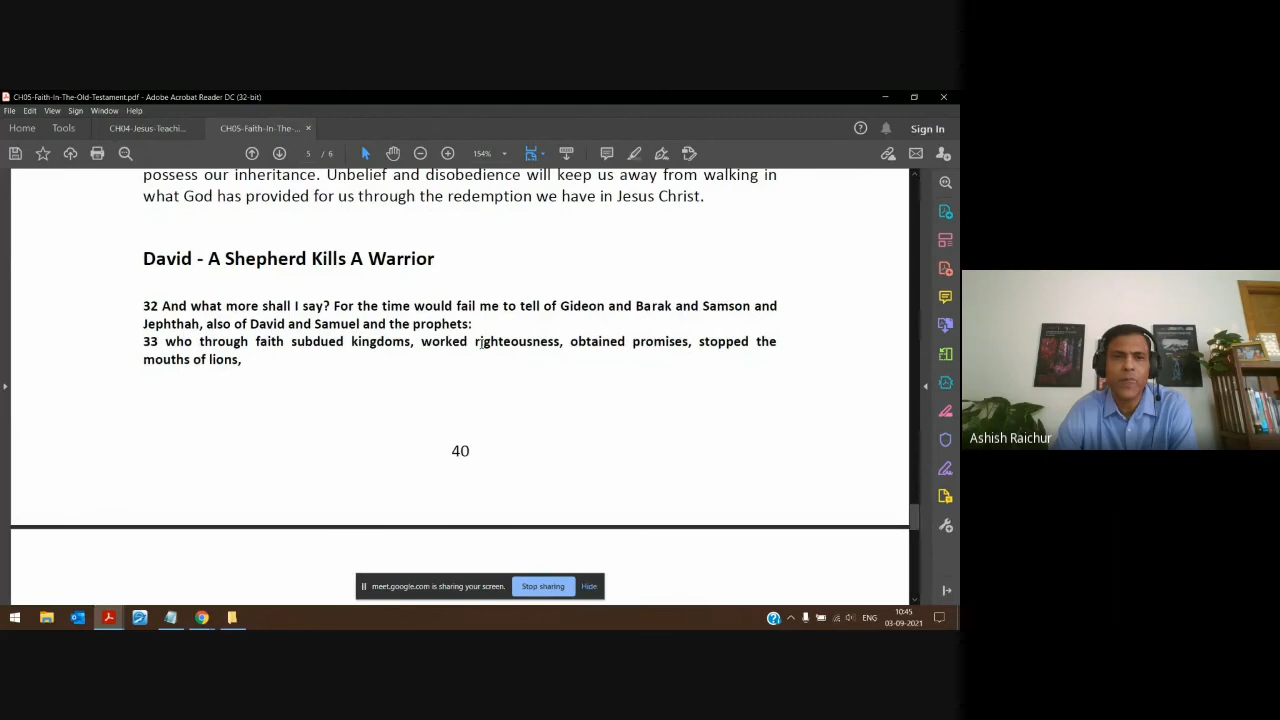 CH05-Faith-In-The-Old-Testament.pdf - Adobe Acrobat Reader DC (32-bit)
File Edit View Sign Window Help
Home Tools CH04-Jesus-Teachi... CH05-Faith-In-The-... × Sign In
5 / 6 154%
possess our inheritance. Unbelief and disobedience will keep us away from walking in
what God has provided for us through the redemption we have in Jesus Christ.
David - A Shepherd Kills A Warrior
32 And what more shall I say? For the time would fail me to tell of Gideon and Barak and Samson and
Jephthah, also of David and Samuel and the prophets:
33 who through faith subdued kingdoms, worked righteousness, obtained promises, stopped the
mouths of lions,
40
meet.google.com is sharing your screen. Stop sharing Hide
ENG
10:45
03-09-2021
Ashish Raichur